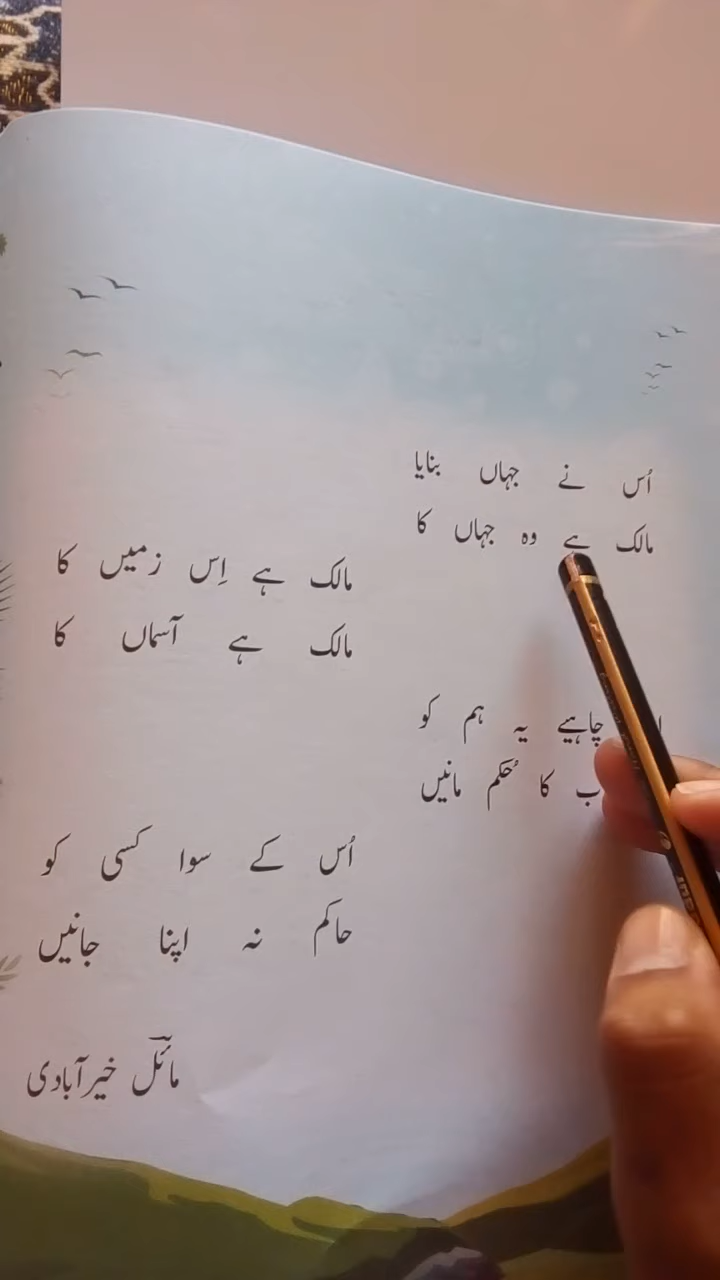 اُس نے جہاں بنایا
مالک ہے وہ جہاں کا
مالک ہے اِس زمیں کا
مالک ہے آسماں کا
چاہیے یہ ہم کو
کا حُکم مانیں
اُس کے سوا کسی کو
حاکم نہ اپنا جانیں
مائلؔ خیرآبادی